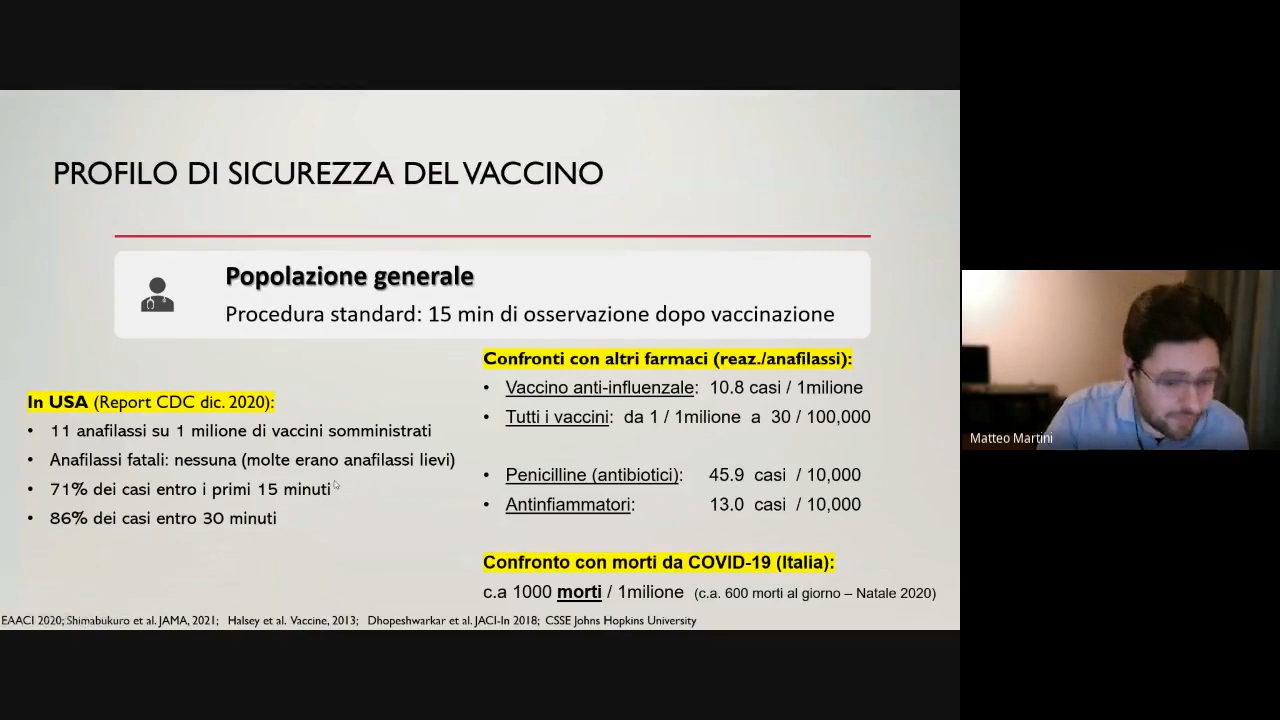 PROFILO DI SICUREZZA DEL VACCINO
Popolazione generale
Procedura standard: 15 min di osservazione dopo vaccinazione
In USA (Report CDC dic. 2020):
• 11 anafilassi su 1 milione di vaccini somministrati
• Anafilassi fatali: nessuna (molte erano anafilassi lievi)
• 71% dei casi entro i primi 15 minuti
• 86% dei casi entro 30 minuti
Confronti con altri farmaci (reaz./anafilassi):
• Vaccino anti-influenzale: 10.8 casi / 1milione
• Tutti i vaccini: da 1 / 1milione a 30 / 100,000
• Penicilline (antibiotici): 45.9 casi / 10,000
• Antinfiammatori: 13.0 casi / 10,000
Confronto con morti da COVID-19 (Italia):
c.a 1000 morti / 1milione (c.a. 600 morti al giorno – Natale 2020)
EAACI 2020; Shimabukuro et al. JAMA, 2021; Halsey et al. Vaccine, 2013; Dhopeshwarkar et al. JACI-In 2018; CSSE Johns Hopkins University
Matteo Martini